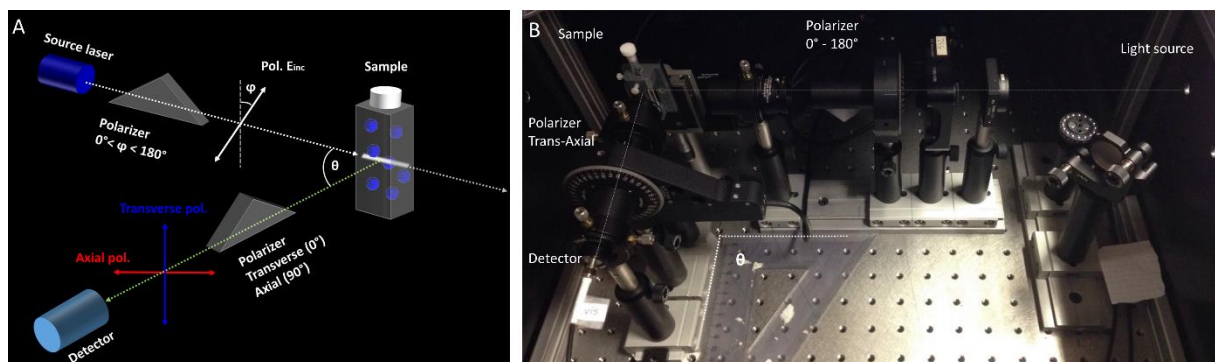 A
Source laser
Pol. Einc
Sample
φ
Polarizer
0°< φ < 180°
θ
Transverse pol.
Axial pol.
Polarizer
Transverse (0°)
Axial (90°)
Detector
B
Sample
Polarizer
0° - 180°
Light source
Polarizer
Trans-Axial
Detector
θ
VIS